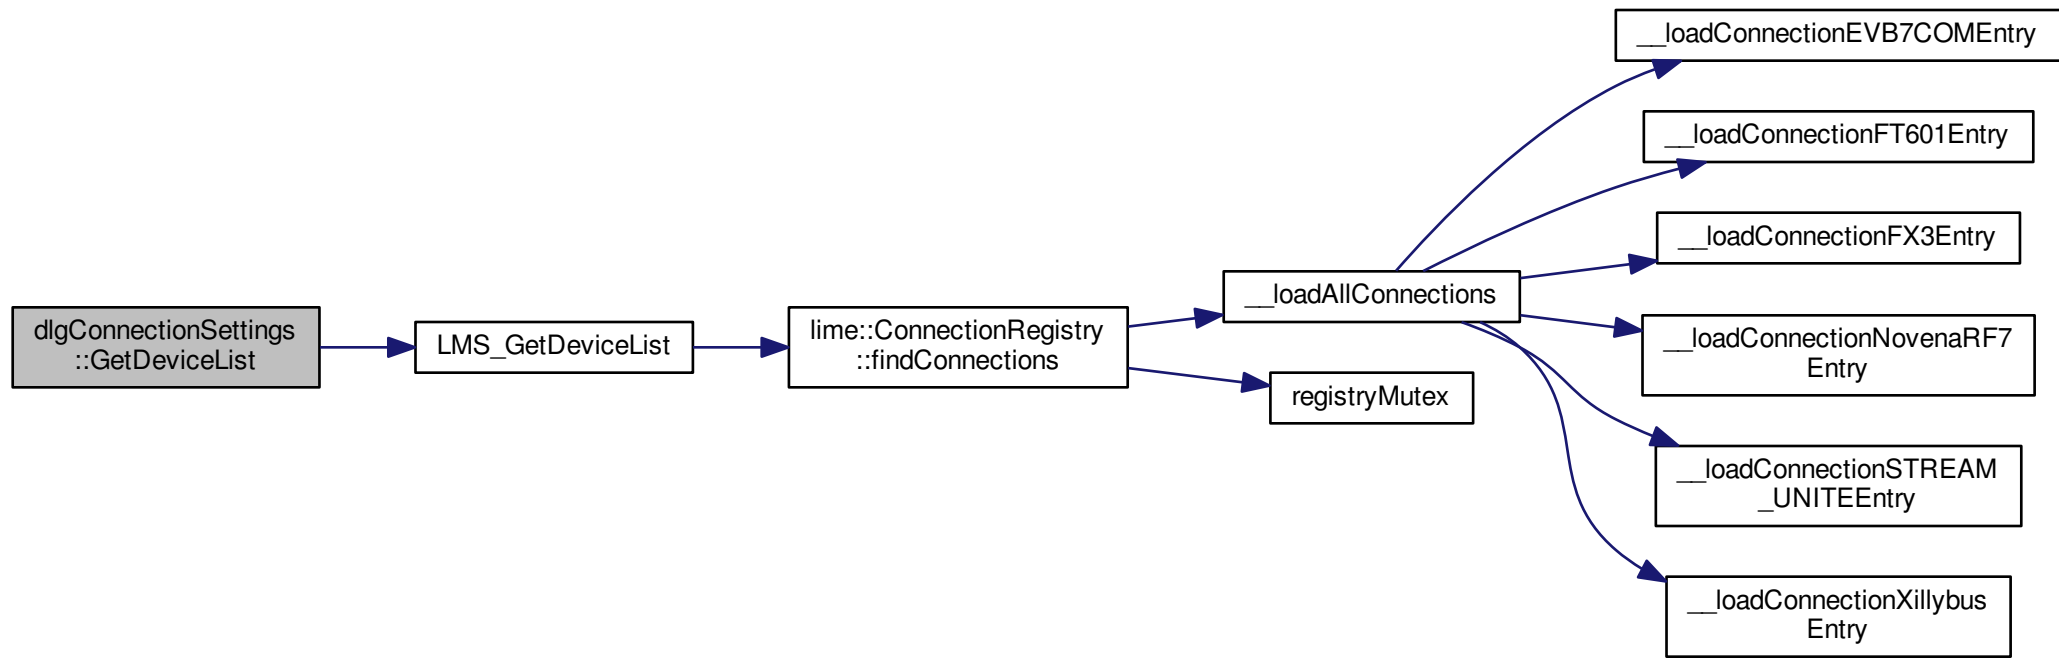 dlgConnectionSettings
::GetDeviceList
LMS_GetDeviceList
lime::ConnectionRegistry
::findConnections
__loadAllConnections
registryMutex
__loadConnectionEVB7COMEntry
__loadConnectionFT601Entry
__loadConnectionFX3Entry
__loadConnectionNovenaRF7
Entry
__loadConnectionSTREAM
_UNITEEntry
__loadConnectionXillybus
Entry